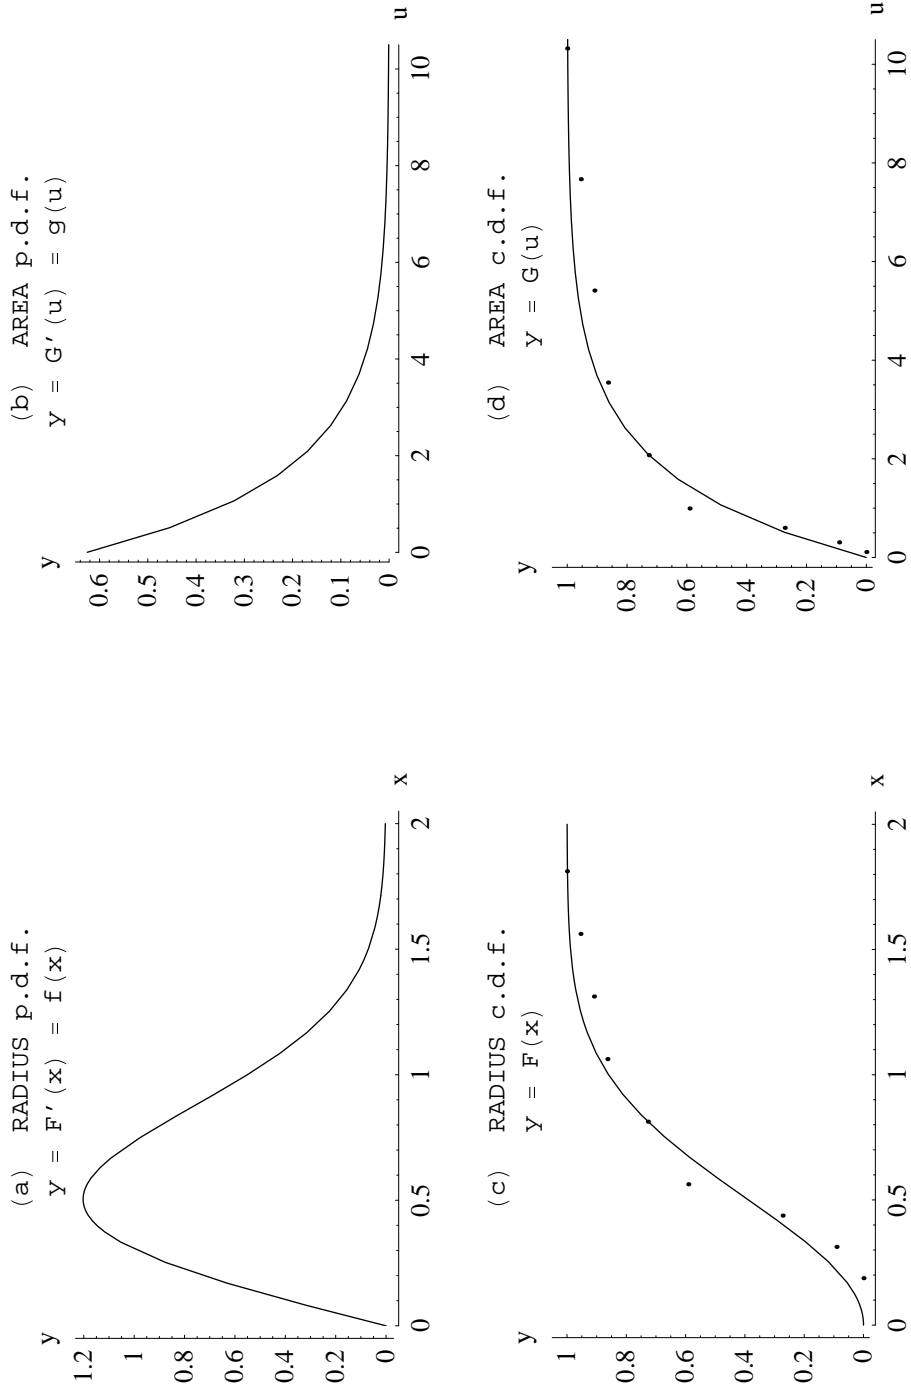 (a) RADIUS p.d.f.
y = F'(x) = f(x)
y
1.2
1
0.8
0.6
0.4
0.2
0
0 0.5 1 1.5 2
x
(b) AREA p.d.f.
y = G'(u) = g(u)
y
0.6
0.5
0.4
0.3
0.2
0.1
0
0 2 4 6 8 10
u
(c) RADIUS c.d.f.
y = F(x)
y
1
0.8
0.6
0.4
0.2
0
0 0.5 1 1.5 2
x
(d) AREA c.d.f.
y = G(u)
y
1
0.8
0.6
0.4
0.2
0
0 2 4 6 8 10
u